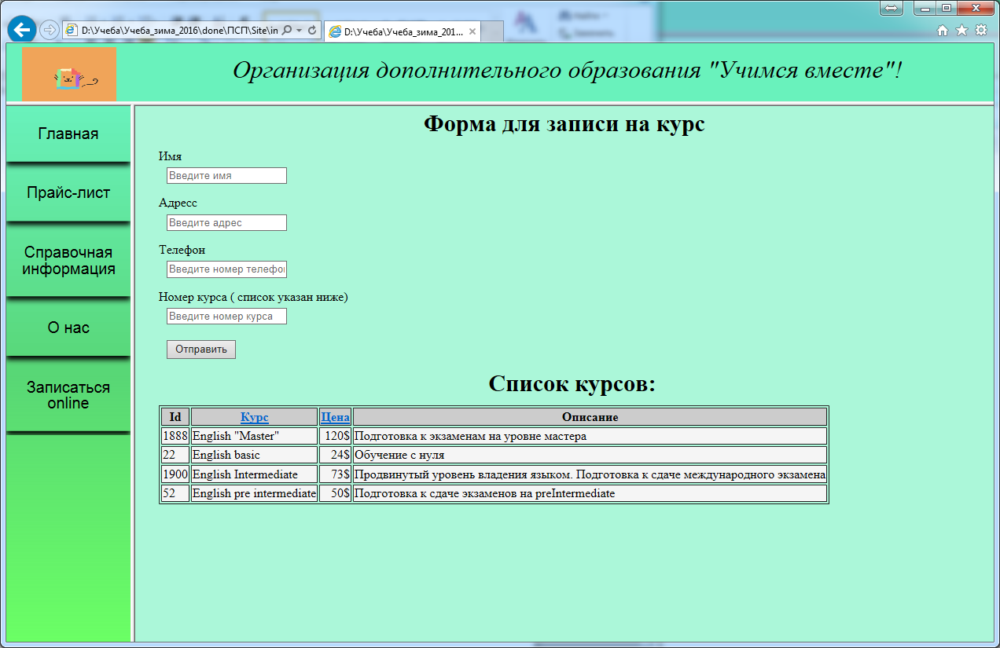 D:\Учеба\Учеба_зима_2016\done\ПСП\Site\in
D:\Учеба\Учеба_зима_201...
Организация дополнительного образования "Учимся вместе"!
Главная
Прайс-лист
Справочная
информация
О нас
Записаться
online
Форма для записи на курс
Имя
Введите имя
Адресс
Введите адрес
Телефон
Введите номер телефо
Номер курса ( список указан ниже)
Введите номер курса
Отправить
Список курсов:
Id Курс Цена Описание
1888 English "Master" 120$ Подготовка к экзаменам на уровне мастера
22 English basic 24$ Обучение с нуля
1900 English Intermediate 73$ Продвинутый уровень владения языком. Подготовка к сдаче международного экзамена
52 English pre intermediate 50$ Подготовка к сдаче экзаменов на preIntermediate